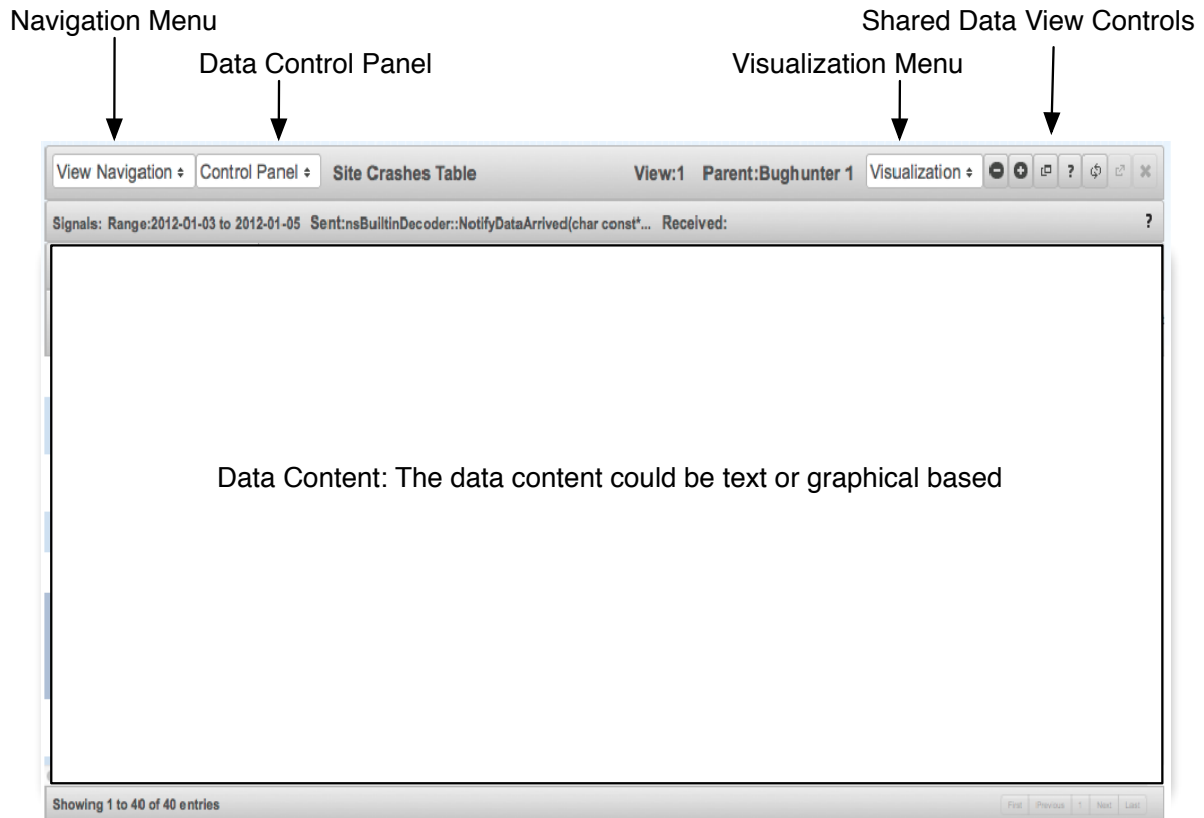 Navigation Menu
Shared Data View Controls
Data Control Panel
Visualization Menu
View Navigation Control Panel Site Crashes Table View:1 Parent:Bughunter 1 Visualization ?
Signals: Range:2012-01-03 to 2012-01-05 Sent:nsBuiltinDecoder::NotifyDataArrived(char const*... Received: ?
Data Content: The data content could be text or graphical based
Showing 1 to 40 of 40 entries First Previous 1 Next Last